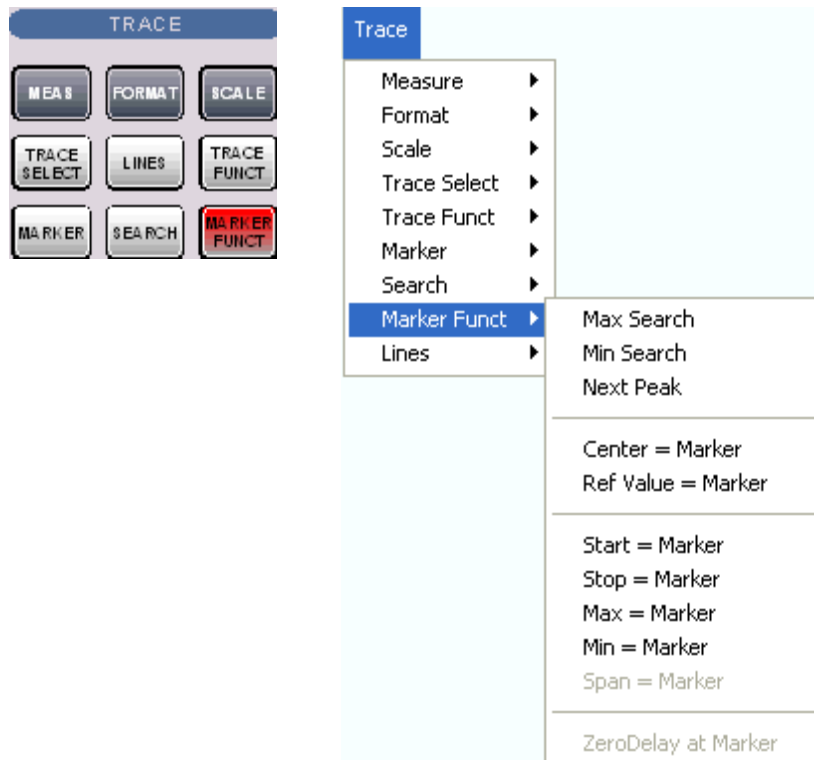 TRACE
MEAS
FORMAT
SCALE
TRACE
SELECT
LINES
TRACE
FUNCT
MARKER
SEARCH
MARKER
FUNCT
Trace
Measure
Format
Scale
Trace Select
Trace Funct
Marker
Search
Marker Funct
Lines
Max Search
Min Search
Next Peak
Center = Marker
Ref Value = Marker
Start = Marker
Stop = Marker
Max = Marker
Min = Marker
Span = Marker
ZeroDelay at Marker